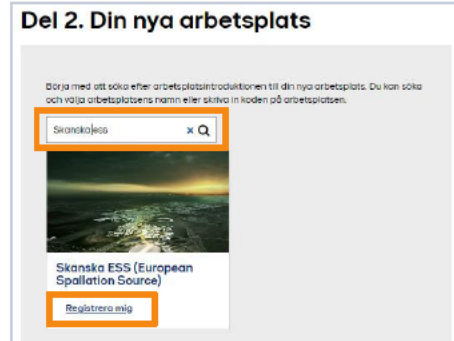 Del 2. Din nya arbetsplats
Börja med att söka efter arbetsplatsintroduktionen till din nya arbetsplats. Du kan söka
och välja arbetsplatsens namn eller skriva in koden på arbetsplatsen.
Skanska ess
Skanska ESS (European
Spallation Source)
Registrera mig